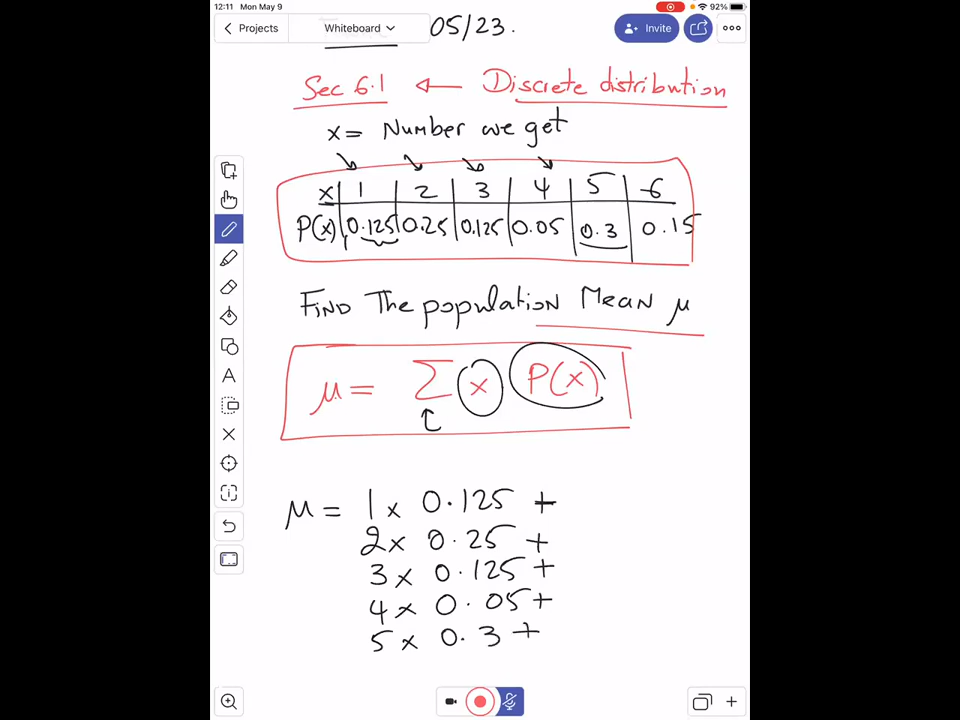 12:11 Mon May 9 92%
Projects Whiteboard 05/23. Invite
Sec 6.1 ← Discrete distribution
x = Number we get
x 1 2 3 4 5 6
P(x) 0.125 0.25 0.125 0.05 0.3 0.15
FIND The population Mean μ
μ = Σ x P(x)
A
μ = 1 x 0.125 +
2 x 0.25 +
3 x 0.125 +
4 x 0.05 +
5 x 0.3 +